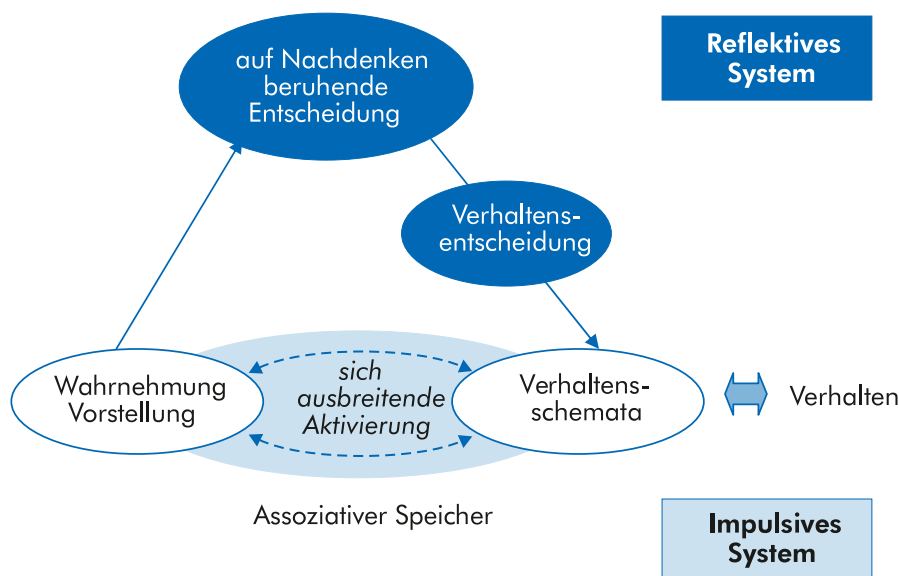 auf Nachdenken
beruhende
Entscheidung
Reflektives
System
Verhaltens-
entscheidung
Wahrnehmung
Vorstellung
sich
ausbreitende
Aktivierung
Verhaltens-
schemata
Verhalten
Assoziativer Speicher
Impulsives
System